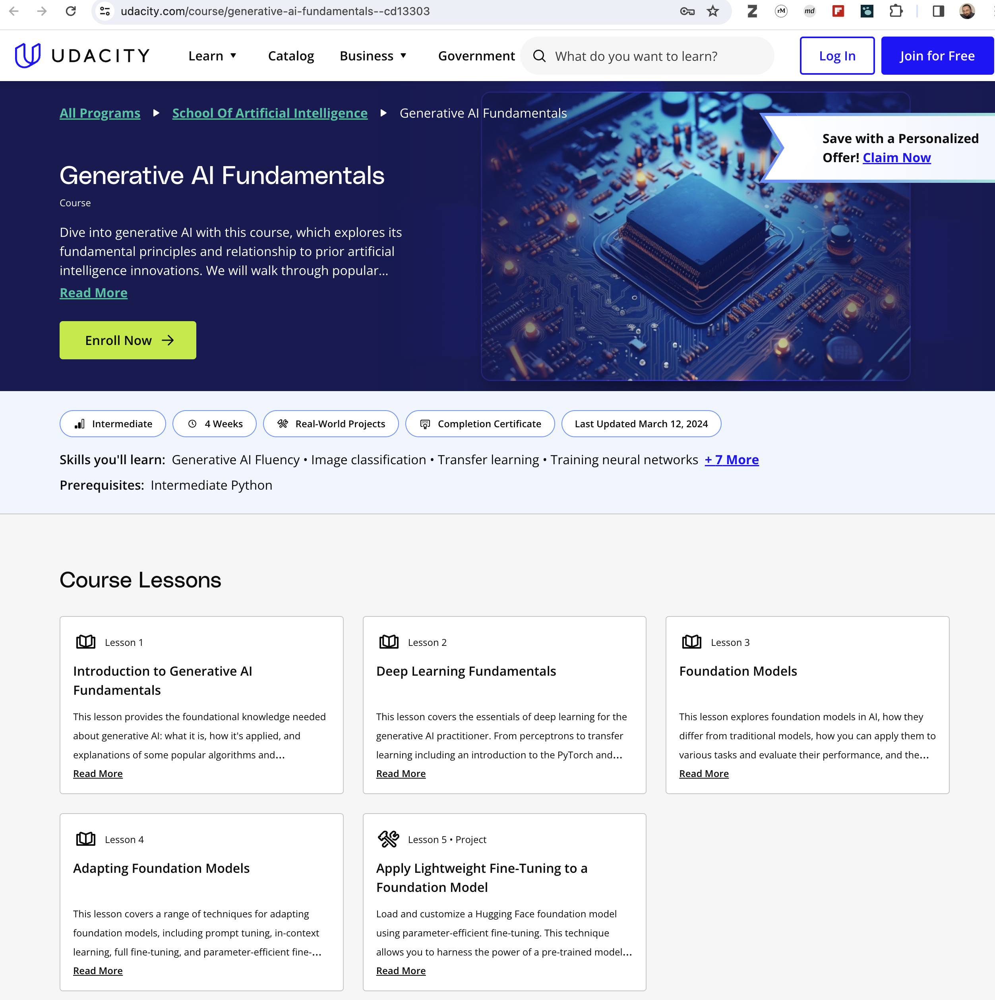 udacity.com/course/generative-ai-fundamentals--cd13303
rM
md
UDACITY
Learn
Catalog
Business
Government
What do you want to learn?
Log In
Join for Free
All Programs
School Of Artificial Intelligence
Generative AI Fundamentals
Save with a Personalized
Offer! Claim Now
Generative AI Fundamentals
Course
Dive into generative AI with this course, which explores its
fundamental principles and relationship to prior artificial
intelligence innovations. We will walk through popular...
Read More
Enroll Now
Intermediate
4 Weeks
Real-World Projects
Completion Certificate
Last Updated March 12, 2024
Skills you'll learn: Generative AI Fluency • Image classification • Transfer learning • Training neural networks + 7 More
Prerequisites: Intermediate Python
Course Lessons
Lesson 1
Introduction to Generative AI
Fundamentals
This lesson provides the foundational knowledge needed
about generative AI: what it is, how it's applied, and
explanations of some popular algorithms and...
Read More
Lesson 2
Deep Learning Fundamentals
This lesson covers the essentials of deep learning for the
generative AI practitioner. From perceptrons to transfer
learning including an introduction to the PyTorch and...
Read More
Lesson 3
Foundation Models
This lesson explores foundation models in AI, how they
differ from traditional models, how you can apply them to
various tasks and evaluate their performance, and the...
Read More
Lesson 4
Adapting Foundation Models
This lesson covers a range of techniques for adapting
foundation models, including prompt tuning, in-context
learning, full fine-tuning, and parameter-efficient fine-...
Read More
Lesson 5 • Project
Apply Lightweight Fine-Tuning to a
Foundation Model
Load and customize a Hugging Face foundation model
using parameter-efficient fine-tuning. This technique
allows you to harness the power of a pre-trained model...
Read More